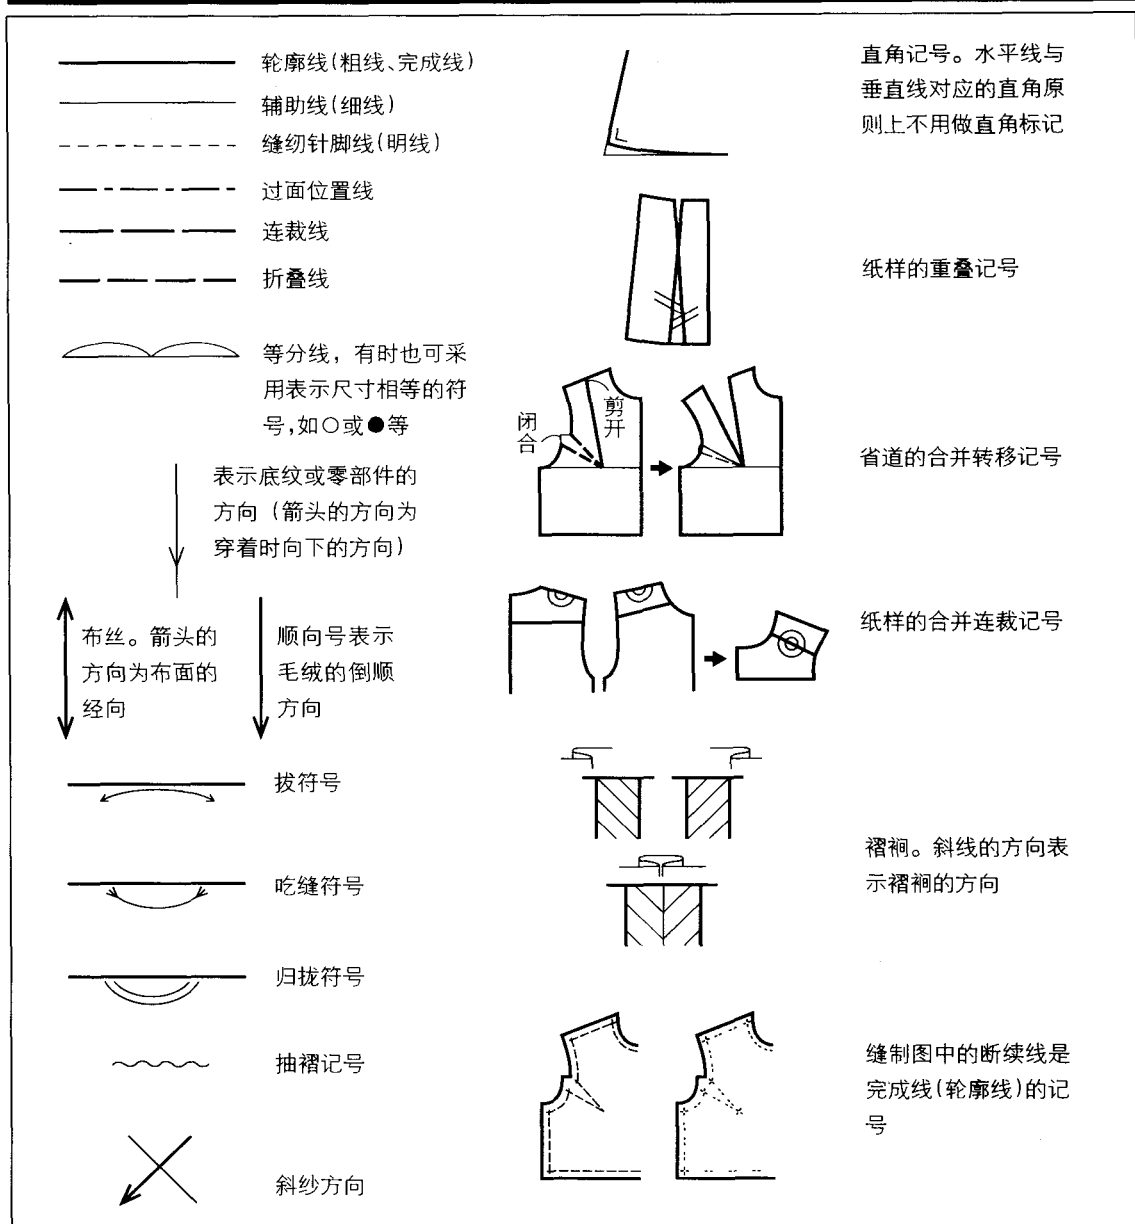 轮廓线(粗线、完成线)
辅助线(细线)
缝纫针脚线(明线)
过面位置线
连裁线
折叠线
等分线，有时也可采
用表示尺寸相等的符
号,如○或●等
表示底纹或零部件的
方向（箭头的方向为
穿着时向下的方向）
布丝。箭头的
方向为布面的
经向
顺向号表示
毛绒的倒顺
方向
拔符号
吃缝符号
归拢符号
抽褶记号
斜纱方向
直角记号。水平线与
垂直线对应的直角原
则上不用做直角标记
纸样的重叠记号
闭合
剪开
省道的合并转移记号
纸样的合并连裁记号
褶裥。斜线的方向表
示褶裥的方向
缝制图中的断续线是
完成线(轮廓线)的记
号